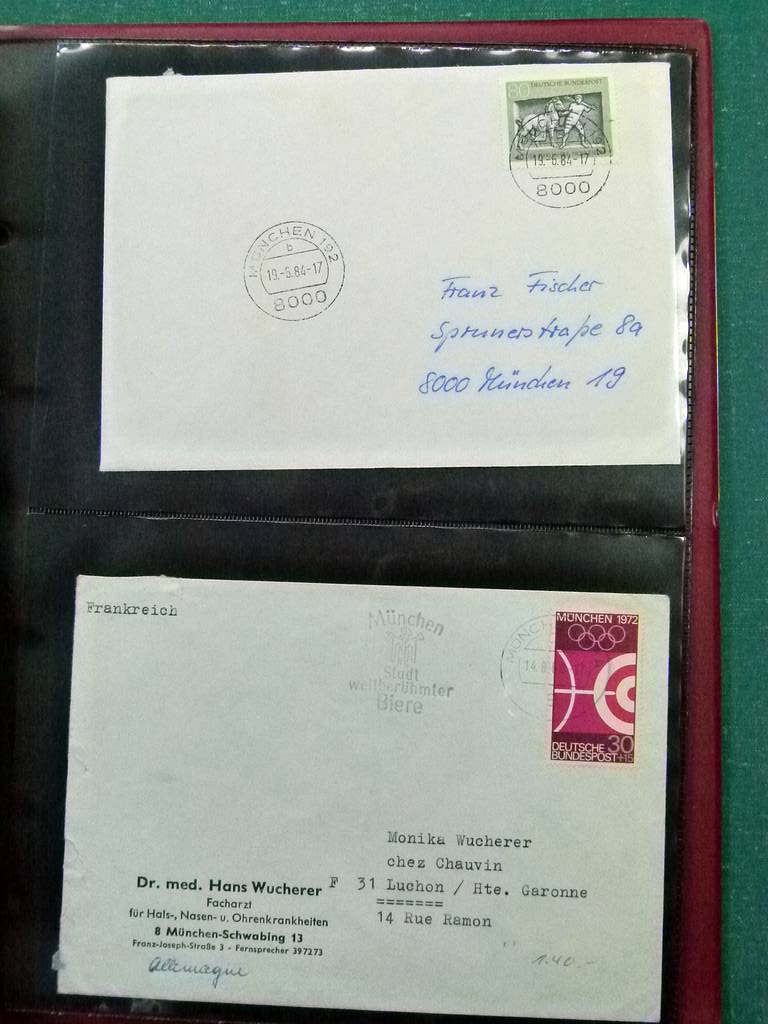 80 DEUTSCHE BUNDESPOST
19.-6.84-17
8000
MÜNCHEN 192
b
19.-6.84-17
8000
Franz Fischer
Sprunerstraße 8a
8000 München 19
Frankreich
München
Stadt
weltberühmter
Biere
MÜNCH
14.8
MÜNCHEN 1972
DEUTSCHE 30
BUNDESPOST +15
Monika Wucherer
chez Chauvin
F 31 Luchon / Hte. Garonne
=======
14 Rue Ramon
Dr. med. Hans Wucherer
Facharzt
für Hals-, Nasen- u. Ohrenkrankheiten
8 München-Schwabing 13
Franz-Joseph-Straße 3 - Fernsprecher 397273
Allemagne
1.40.-